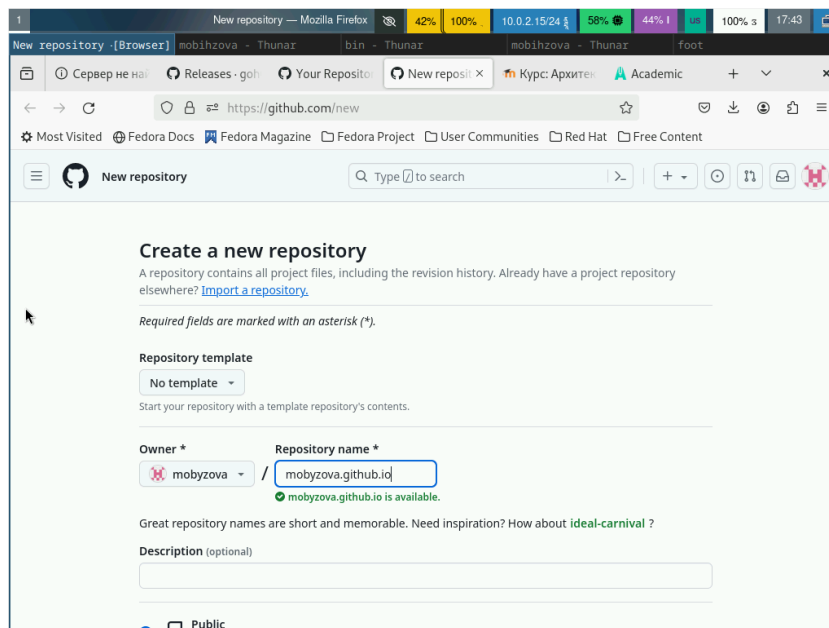 1 New repository — Mozilla Firefox 42% 100% 10.0.2.15/24 58% 44% us 100% 17:43
New repository ·[Browser] mobihzova - Thunar bin - Thunar mobihzova - Thunar foot
Сервер не най Releases · goh Your Reposito New reposit × Курс: Архитек Academic
https://github.com/new
Most Visited Fedora Docs Fedora Magazine Fedora Project User Communities Red Hat Free Content
New repository Type / to search
Create a new repository
A repository contains all project files, including the revision history. Already have a project repository
elsewhere? Import a repository.
Required fields are marked with an asterisk (*).
Repository template
No template
Start your repository with a template repository's contents.
Owner * Repository name *
mobyzova / mobyzova.github.io
mobyzova.github.io is available.
Great repository names are short and memorable. Need inspiration? How about ideal-carnival ?
Description (optional)
Public